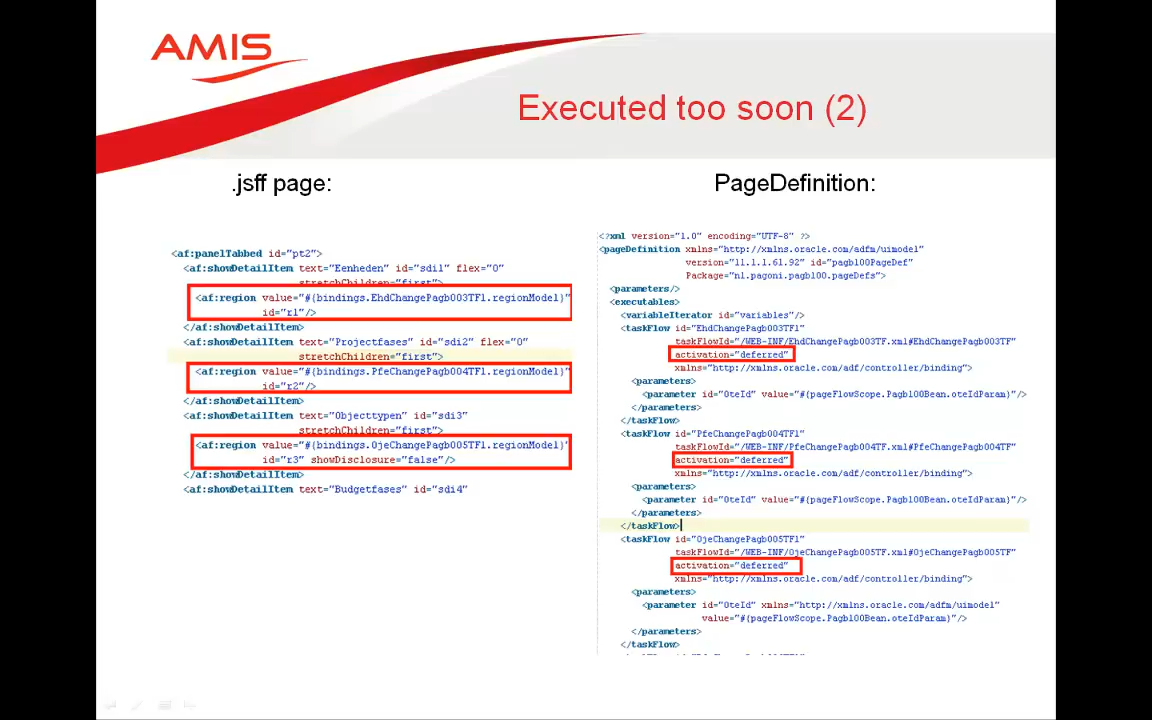 AMIS
Executed too soon (2)
.jsff page:
<af:panelTabbed id="pt2">
<af:showDetailItem text="Eenheden" id="sdi1" flex="0"
stretchChildren="first">
<af:region value="#{bindings.EhdChangePagb003TF1.regionModel}"
id="r1"/>
</af:showDetailItem>
<af:showDetailItem text="Projectfases" id="sdi2" flex="0"
stretchChildren="first">
<af:region value="#{bindings.PfeChangePagb004TF1.regionModel}"
id="r2"/>
</af:showDetailItem>
<af:showDetailItem text="Objecttypen" id="sdi3"
stretchChildren="first">
<af:region value="#{bindings.OjeChangePagb005TF1.regionModel}"
id="r3" showDisclosure="false"/>
</af:showDetailItem>
<af:showDetailItem text="Budgetfases" id="sdi4"
PageDefinition:
<?xml version="1.0" encoding="UTF-8" ?>
<pageDefinition xmlns="http://xmlns.oracle.com/adfm/uimodel"
version="11.1.1.61.92" id="pagb100PageDef"
Package="nl.pagoni.pagb100.pageDefs">
<parameters/>
<executables>
<variableIterator id="variables"/>
<taskFlow id="EhdChangePagb003TF1"
taskFlowId="/WEB-INF/EhdChangePagb003TF.xml#EhdChangePagb003TF"
activation="deferred"
xmlns="http://xmlns.oracle.com/adf/controller/binding">
<parameters>
<parameter id="OteId" value="#{pageFlowScope.Pagb100Bean.oteIdParam}"/>
</parameters>
</taskFlow>
<taskFlow id="PfeChangePagb004TF1"
taskFlowId="/WEB-INF/PfeChangePagb004TF.xml#PfeChangePagb004TF"
activation="deferred"
xmlns="http://xmlns.oracle.com/adf/controller/binding">
<parameters>
<parameter id="OteId" value="#{pageFlowScope.Pagb100Bean.oteIdParam}"/>
</parameters>
</taskFlow>
<taskFlow id="OjeChangePagb005TF1"
taskFlowId="/WEB-INF/OjeChangePagb005TF.xml#OjeChangePagb005TF"
activation="deferred"
xmlns="http://xmlns.oracle.com/adf/controller/binding">
<parameters>
<parameter id="OteId" xmlns="http://xmlns.oracle.com/adfm/uimodel"
value="#{pageFlowScope.Pagb100Bean.oteIdParam}"/>
</parameters>
</taskFlow>